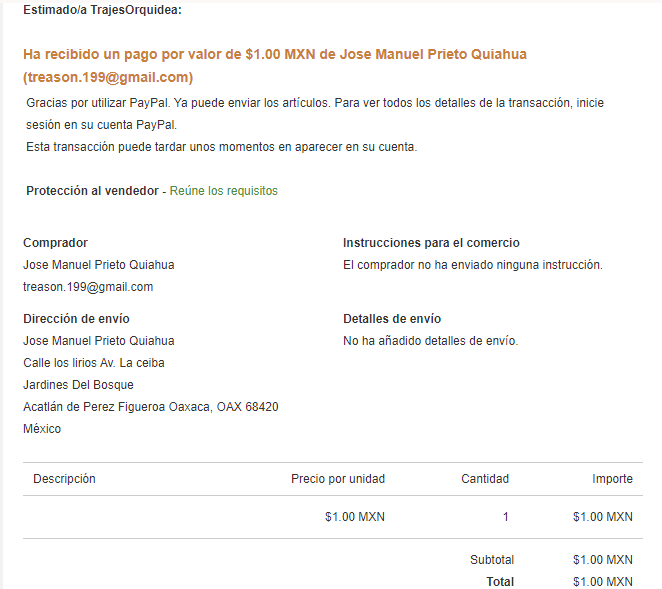 Estimado/a TrajesOrquidea:
Ha recibido un pago por valor de $1.00 MXN de Jose Manuel Prieto Quiahua
(treason.199@gmail.com)
Gracias por utilizar PayPal. Ya puede enviar los artículos. Para ver todos los detalles de la transacción, inicie
sesión en su cuenta PayPal.
Esta transacción puede tardar unos momentos en aparecer en su cuenta.
Protección al vendedor - Reúne los requisitos
Comprador
Jose Manuel Prieto Quiahua
treason.199@gmail.com
Instrucciones para el comercio
El comprador no ha enviado ninguna instrucción.
Dirección de envío
Jose Manuel Prieto Quiahua
Calle los lirios Av. La ceiba
Jardines Del Bosque
Acatlán de Perez Figueroa Oaxaca, OAX 68420
México
Detalles de envío
No ha añadido detalles de envío.
Descripción Precio por unidad Cantidad Importe
$1.00 MXN 1 $1.00 MXN
Subtotal $1.00 MXN
Total $1.00 MXN